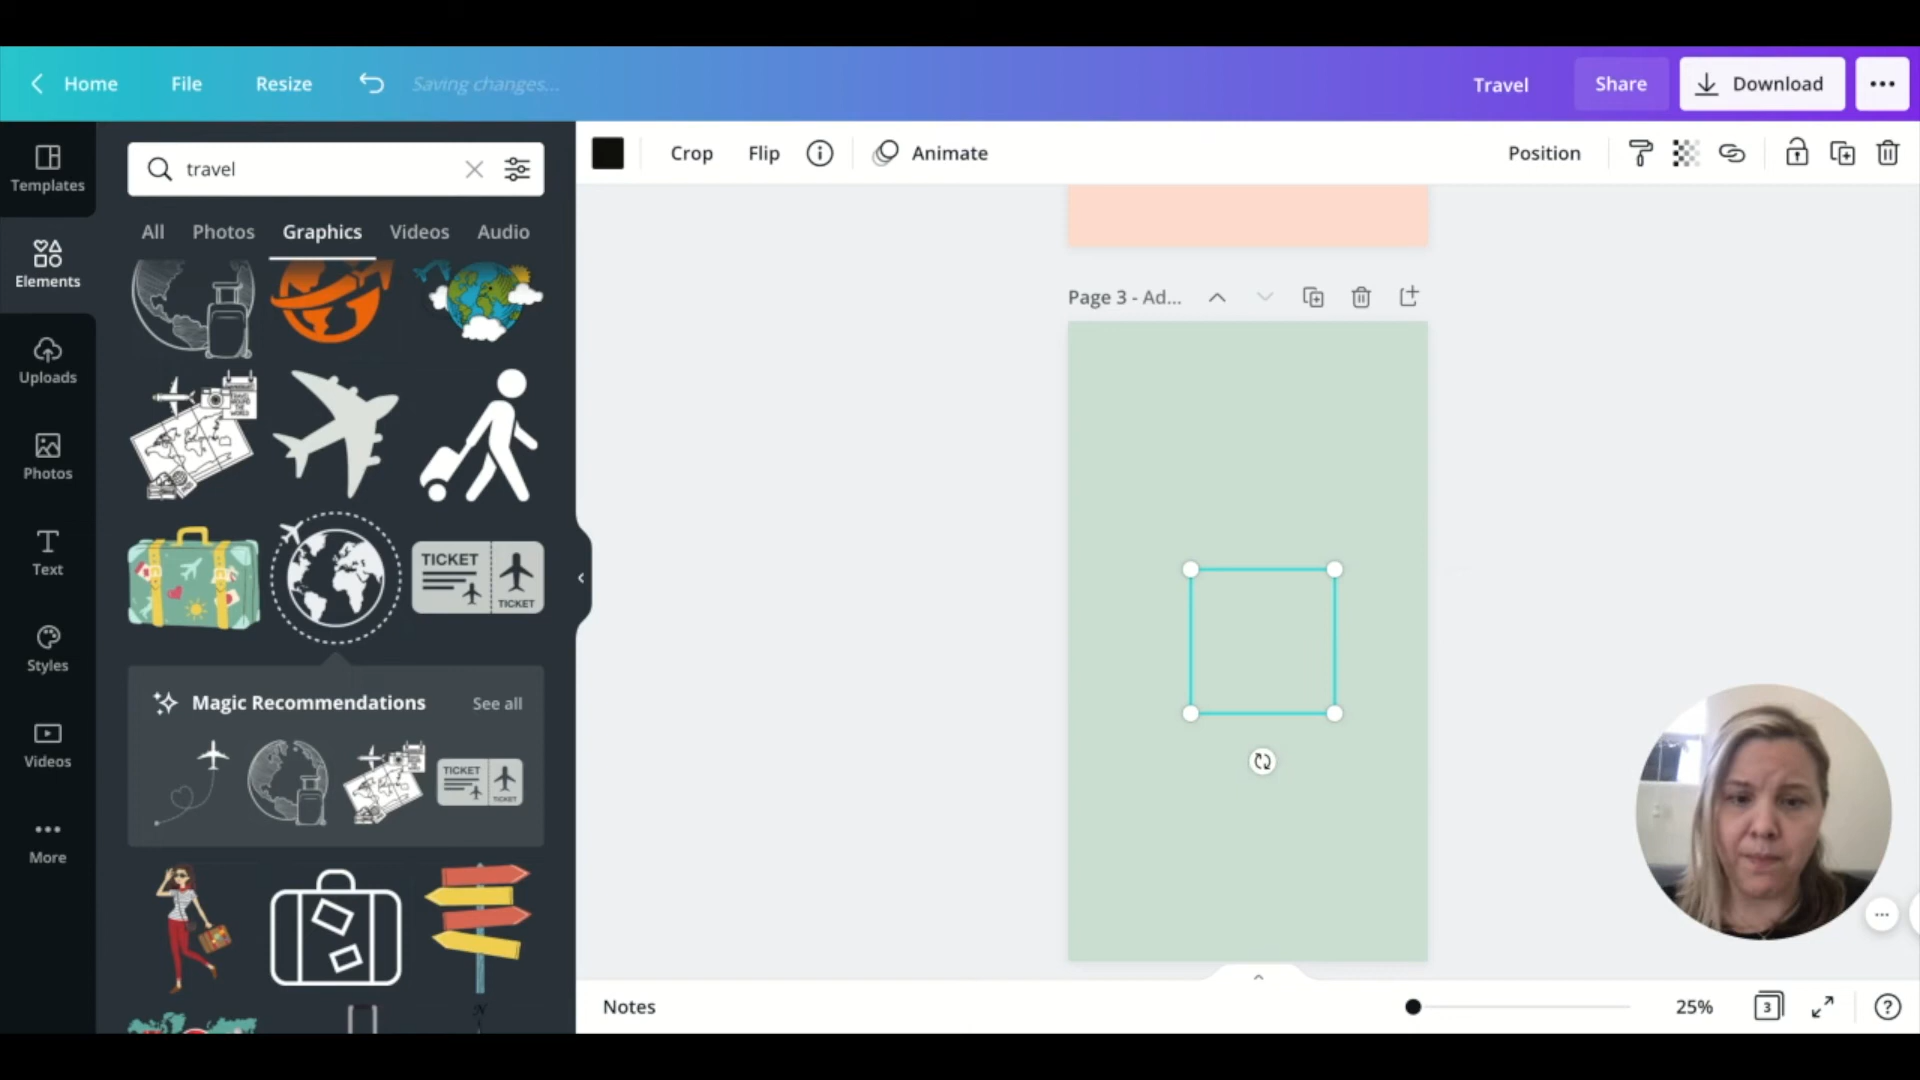 Home File Resize Saving changes... Travel Share Download
Crop Flip Animate Position
Templates
Elements
Uploads
Photos
Text
Styles
Videos
More
travel
All Photos Graphics Videos Audio
TICKET
TICKET
Magic Recommendations See all
TICKET
TICKET
Page 3 - Ad...
Notes 25% 3